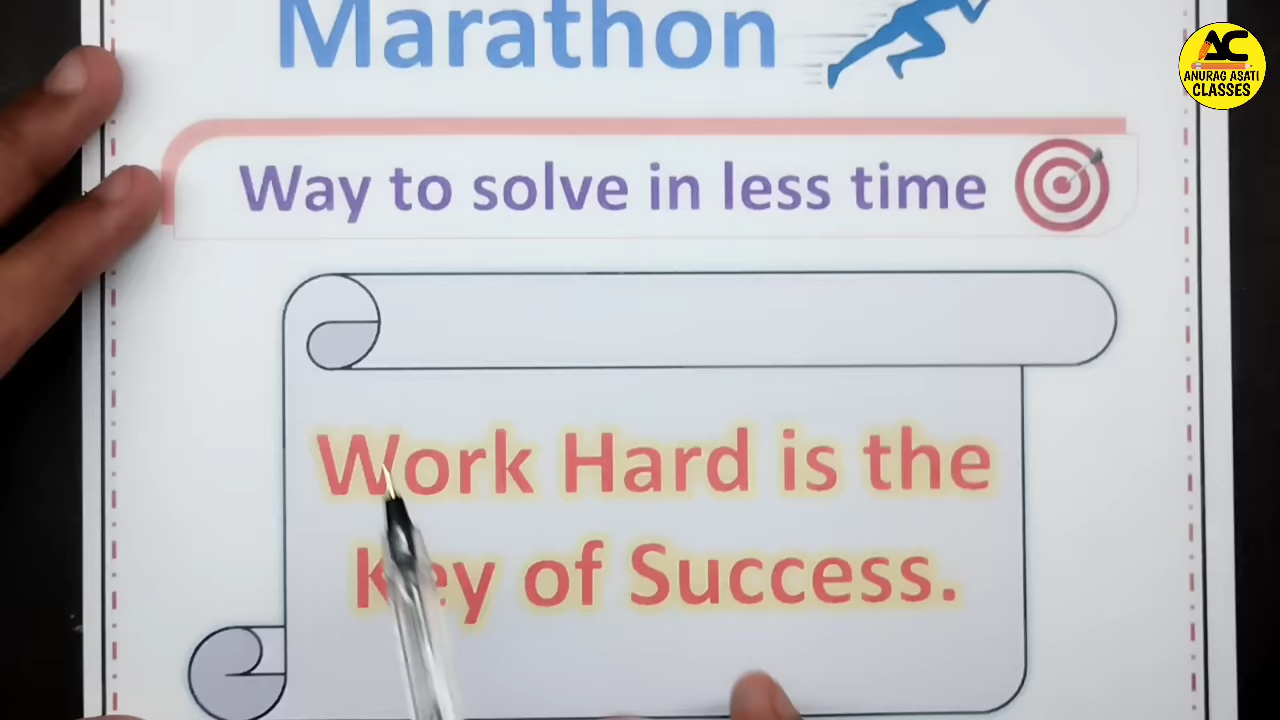 Marathon
Way to solve in less time
Work Hard is the
Key of Success.
AC
ANURAG ASATI
CLASSES